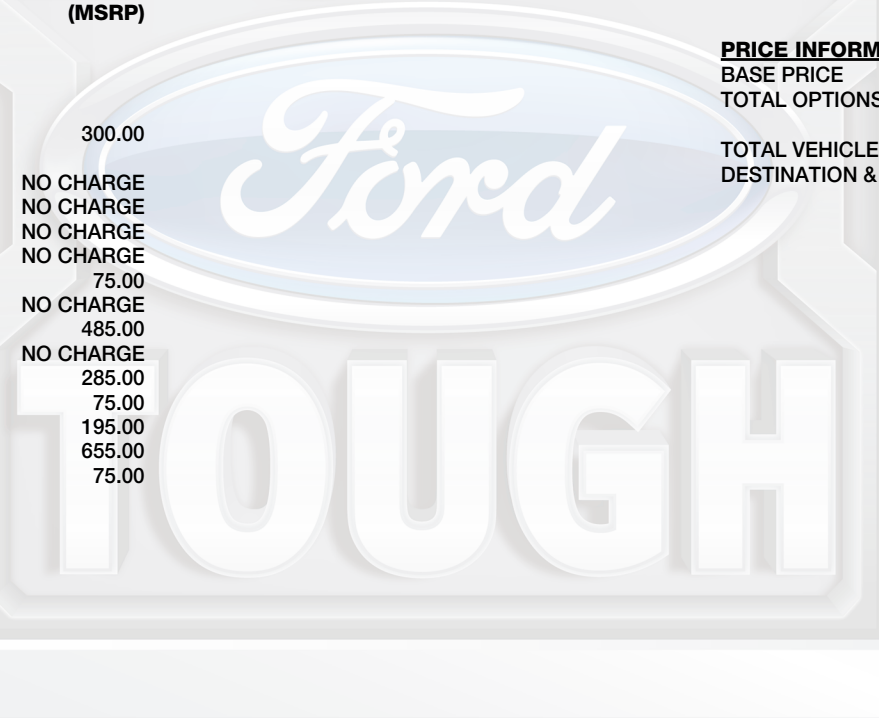 (MSRP)
300.00
NO CHARGE
NO CHARGE
NO CHARGE
NO CHARGE
75.00
NO CHARGE
485.00
NO CHARGE
285.00
75.00
195.00
655.00
75.00
PRICE INFORM
BASE PRICE
TOTAL OPTIONS
TOTAL VEHICLE
DESTINATION &
Ford
TOUGH